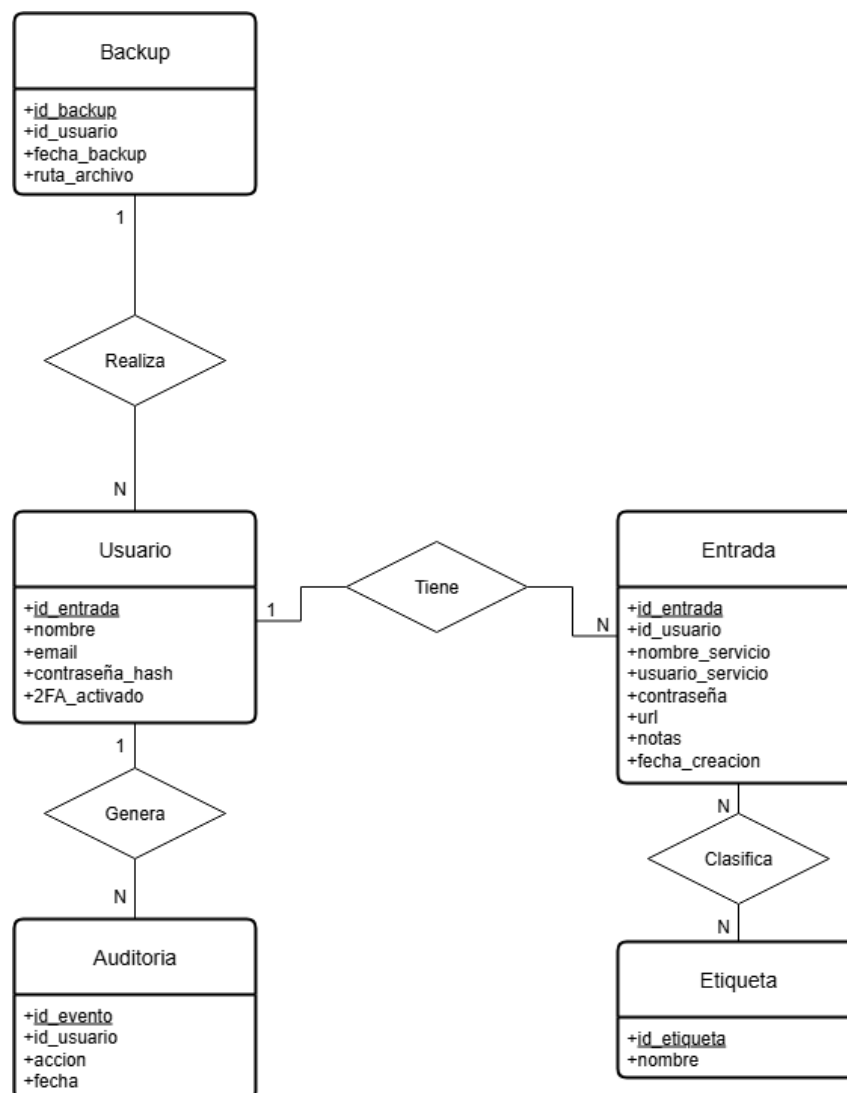 Backup
+id_backup
+id_usuario
+fecha_backup
+ruta_archivo
1
Realiza
N
Usuario
+id_entrada
+nombre
+email
+contraseña_hash
+2FA_activado
1
Tiene
N
Entrada
+id_entrada
+id_usuario
+nombre_servicio
+usuario_servicio
+contraseña
+url
+notas
+fecha_creacion
1
Genera
N
Auditoria
+id_evento
+id_usuario
+accion
+fecha
N
Clasifica
N
Etiqueta
+id_etiqueta
+nombre